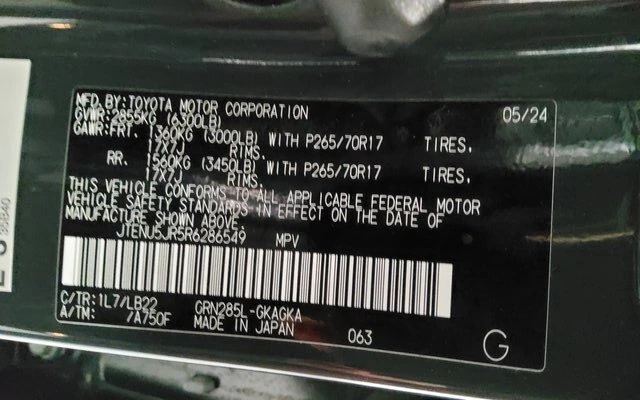 MFD. BY: TOYOTA MOTOR CORPORATION 05/24
GVWR: 2855KG (6300LB)
GAWR: FRT. 1360KG (3000LB) WITH P265/70R17 TIRES,
17X7J RIMS.
RR. 1560KG (3450LB) WITH P265/70R17 TIRES,
17X7J RIMS.
THIS VEHICLE CONFORMS TO ALL APPLICABLE FEDERAL MOTOR
VEHICLE SAFETY STANDARDS IN EFFECT ON THE DATE OF
MANUFACTURE SHOWN ABOVE.
JTENU5JR5R6286549 MPV
C/TR: 1L7/LB22 GRN285L-GKAGKA
A/TM: /A750F MADE IN JAPAN 063 G